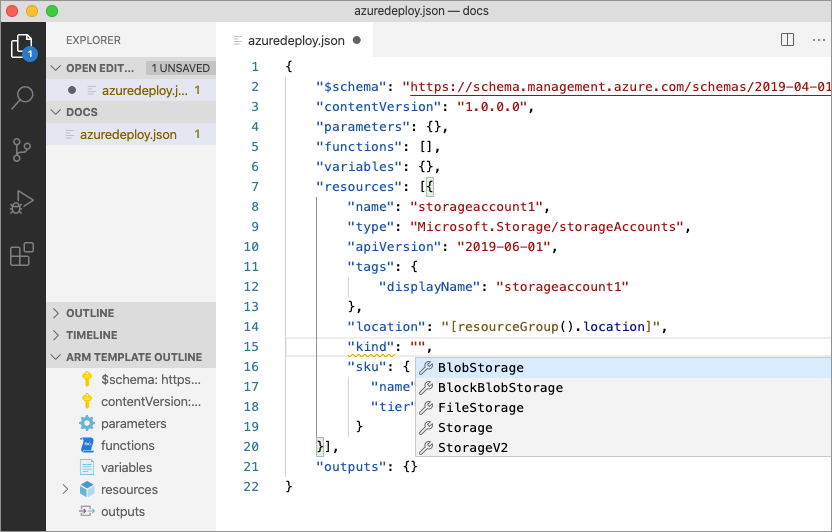 azuredeploy.json — docs
1
EXPLORER
OPEN EDIT... 1 UNSAVED
azuredeploy.j... 1
DOCS
azuredeploy.json 1
OUTLINE
TIMELINE
ARM TEMPLATE OUTLINE
$schema: https...
contentVersion:...
parameters
functions
variables
resources
outputs
azuredeploy.json
1 {
2 "$schema": "https://schema.management.azure.com/schemas/2019-04-01
3 "contentVersion": "1.0.0.0",
4 "parameters": {},
5 "functions": [],
6 "variables": {},
7 "resources": [{
8 "name": "storageaccount1",
9 "type": "Microsoft.Storage/storageAccounts",
10 "apiVersion": "2019-06-01",
11 "tags": {
12 "displayName": "storageaccount1"
13 },
14 "location": "[resourceGroup().location]",
15 "kind": "",
16 "sku": {
17 "name"
18 "tier"
19 }
20 }],
21 "outputs": {}
22 }
BlobStorage
BlockBlobStorage
FileStorage
Storage
StorageV2